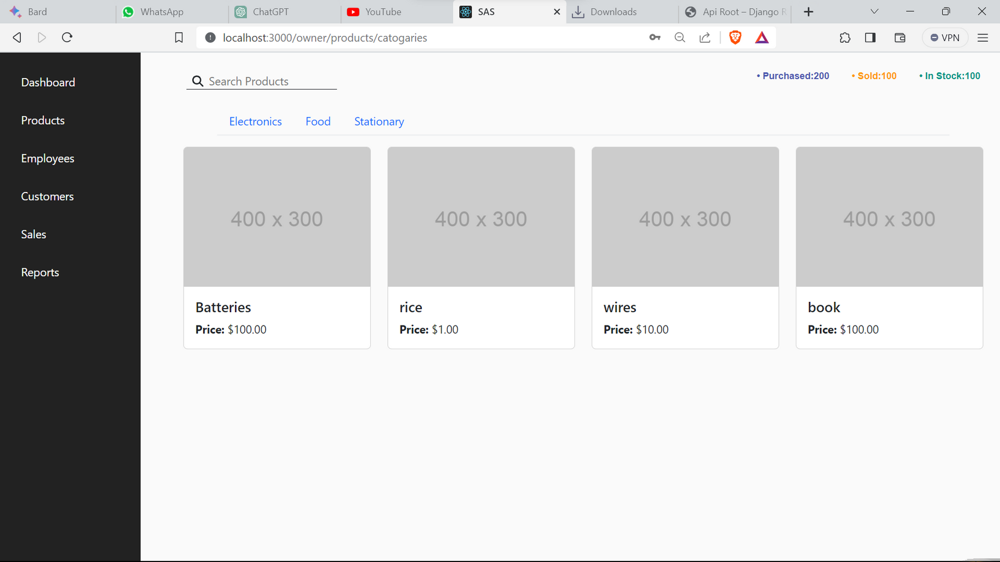 Bard
WhatsApp
ChatGPT
YouTube
SAS
Downloads
Api Root – Django R
localhost:3000/owner/products/catogaries
VPN
Dashboard
Products
Employees
Customers
Sales
Reports
Search Products
• Purchased:200
• Sold:100
• In Stock:100
Electronics
Food
Stationary
400 x 300
400 x 300
400 x 300
400 x 300
Batteries
Price: $100.00
rice
Price: $1.00
wires
Price: $10.00
book
Price: $100.00